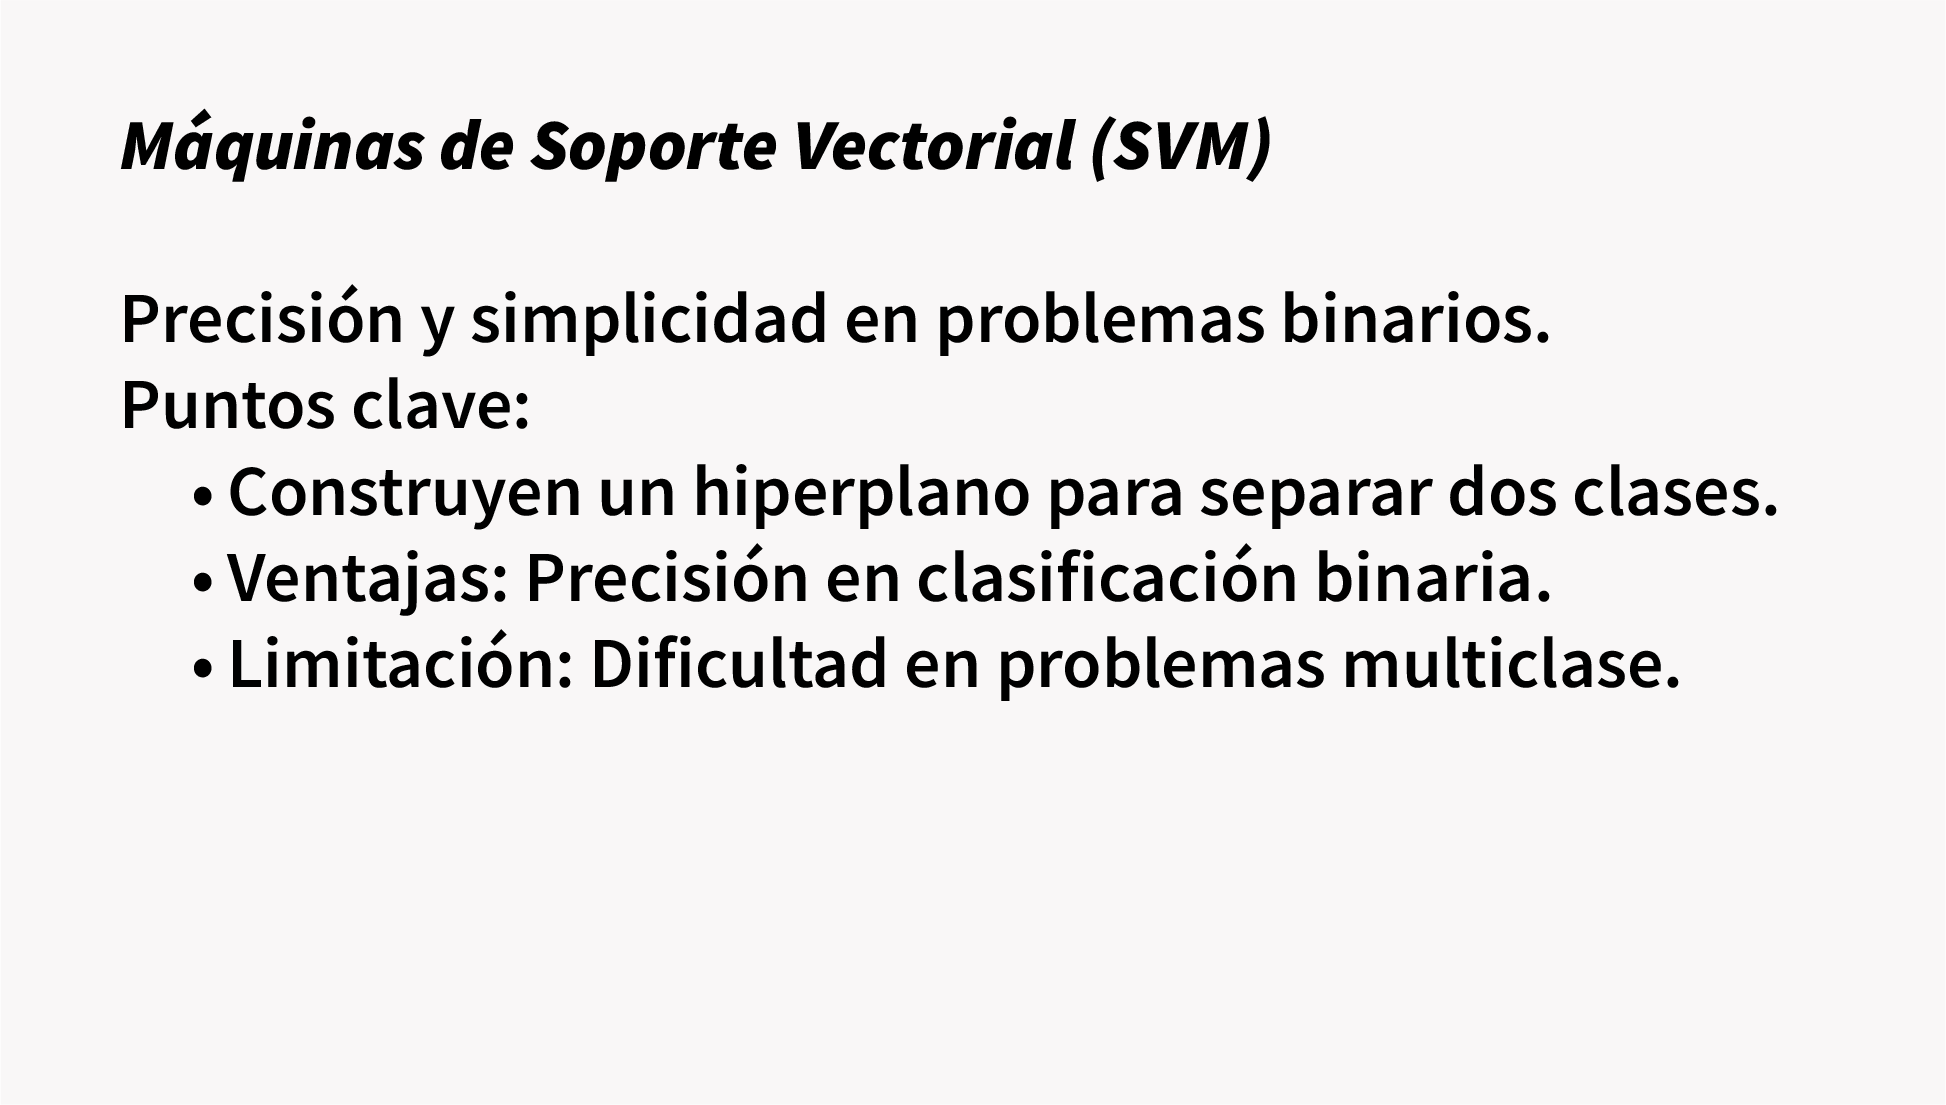 Máquinas de Soporte Vectorial (SVM)
Precisión y simplicidad en problemas binarios.
Puntos clave:
• Construyen un hiperplano para separar dos clases.
• Ventajas: Precisión en clasificación binaria.
• Limitación: Dificultad en problemas multiclase.